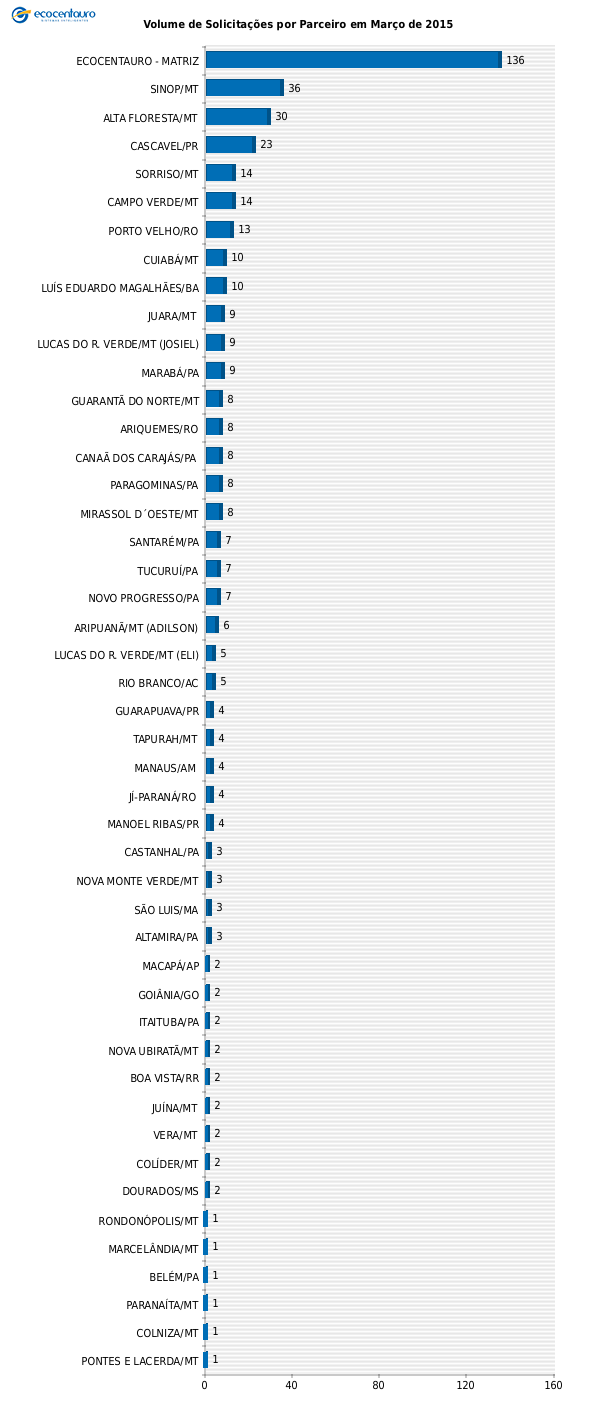 ecocentauro
Volume de Solicitações por Parceiro em Março de 2015
ECOCENTAURO - MATRIZ 136
SINOP/MT 36
ALTA FLORESTA/MT 30
CASCAVEL/PR 23
SORRISO/MT 14
CAMPO VERDE/MT 14
PORTO VELHO/RO 13
CUIABÁ/MT 10
LUÍS EDUARDO MAGALHÃES/BA 10
JUARA/MT 9
LUCAS DO R. VERDE/MT (JOSIEL) 9
MARABÁ/PA 9
GUARANTÃ DO NORTE/MT 8
ARIQUEMES/RO 8
CANAÃ DOS CARAJÁS/PA 8
PARAGOMINAS/PA 8
MIRASSOL D´OESTE/MT 8
SANTARÉM/PA 7
TUCURUÍ/PA 7
NOVO PROGRESSO/PA 7
ARIPUANÃ/MT (ADILSON) 6
LUCAS DO R. VERDE/MT (ELI) 5
RIO BRANCO/AC 5
GUARAPUAVA/PR 4
TAPURAH/MT 4
MANAUS/AM 4
JÍ-PARANÁ/RO 4
MANOEL RIBAS/PR 4
CASTANHAL/PA 3
NOVA MONTE VERDE/MT 3
SÃO LUIS/MA 3
ALTAMIRA/PA 3
MACAPÁ/AP 2
GOIÂNIA/GO 2
ITAITUBA/PA 2
NOVA UBIRATÃ/MT 2
BOA VISTA/RR 2
JUÍNA/MT 2
VERA/MT 2
COLÍDER/MT 2
DOURADOS/MS 2
RONDONÓPOLIS/MT 1
MARCELÂNDIA/MT 1
BELÉM/PA 1
PARANAÍTA/MT 1
COLNIZA/MT 1
PONTES E LACERDA/MT 1
0 40 80 120 160